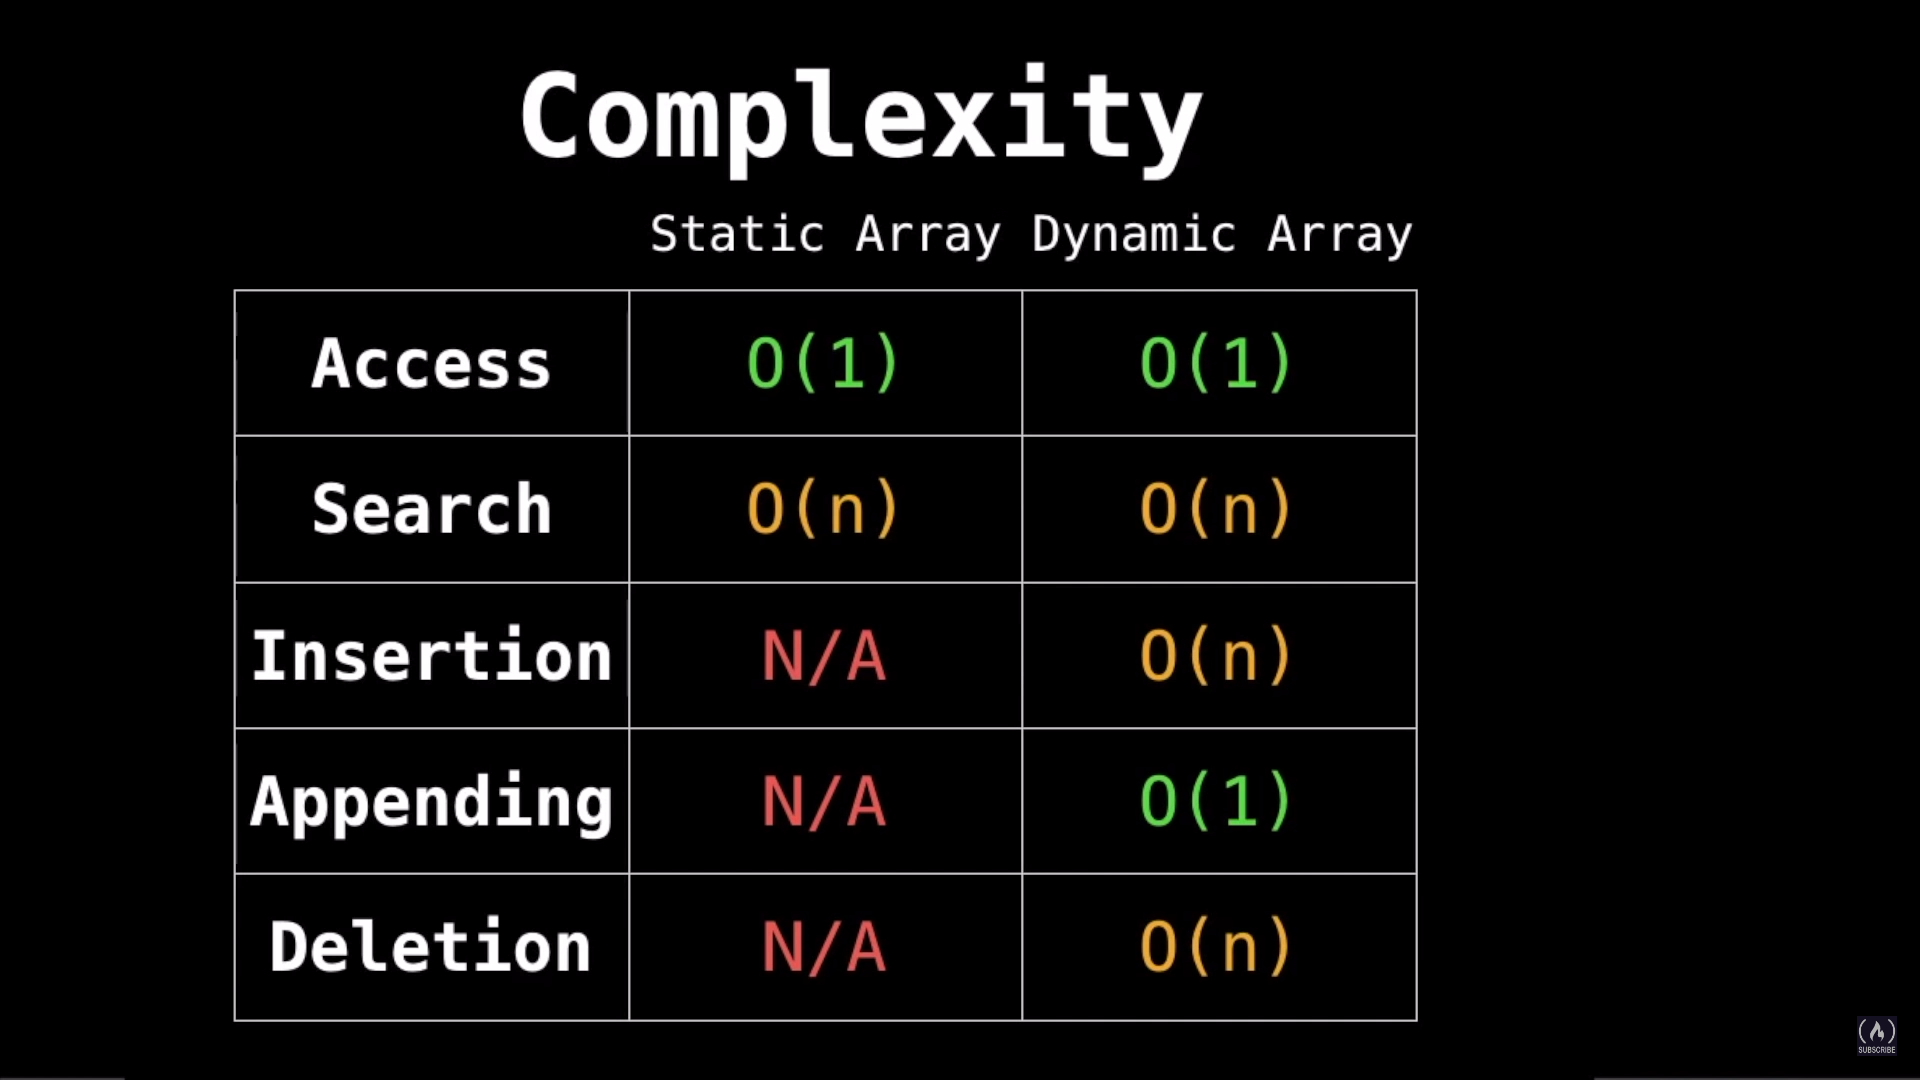 Complexity
Static Array Dynamic Array
Access O(1) O(1)
Search O(n) O(n)
Insertion N/A O(n)
Appending N/A O(1)
Deletion N/A O(n)
SUBSCRIBE